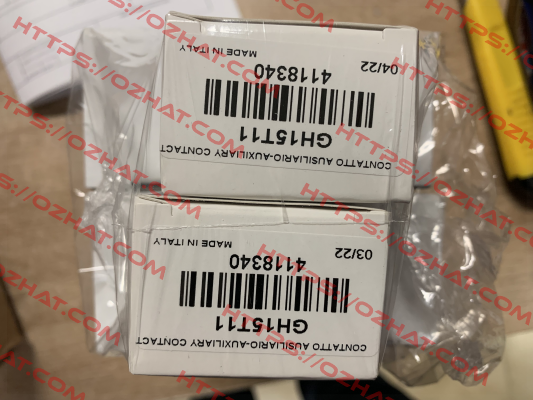 CONTATTO AUSILIARIO-AUXILIARY CONTACT
GH15T11
4118340
04/22 MADE IN ITALY
CONTATTO AUSILIARIO-AUXILIARY CONTACT
GH15T11
4118340
03/22 MADE IN ITALY
HTTPS://OZHAT.COM